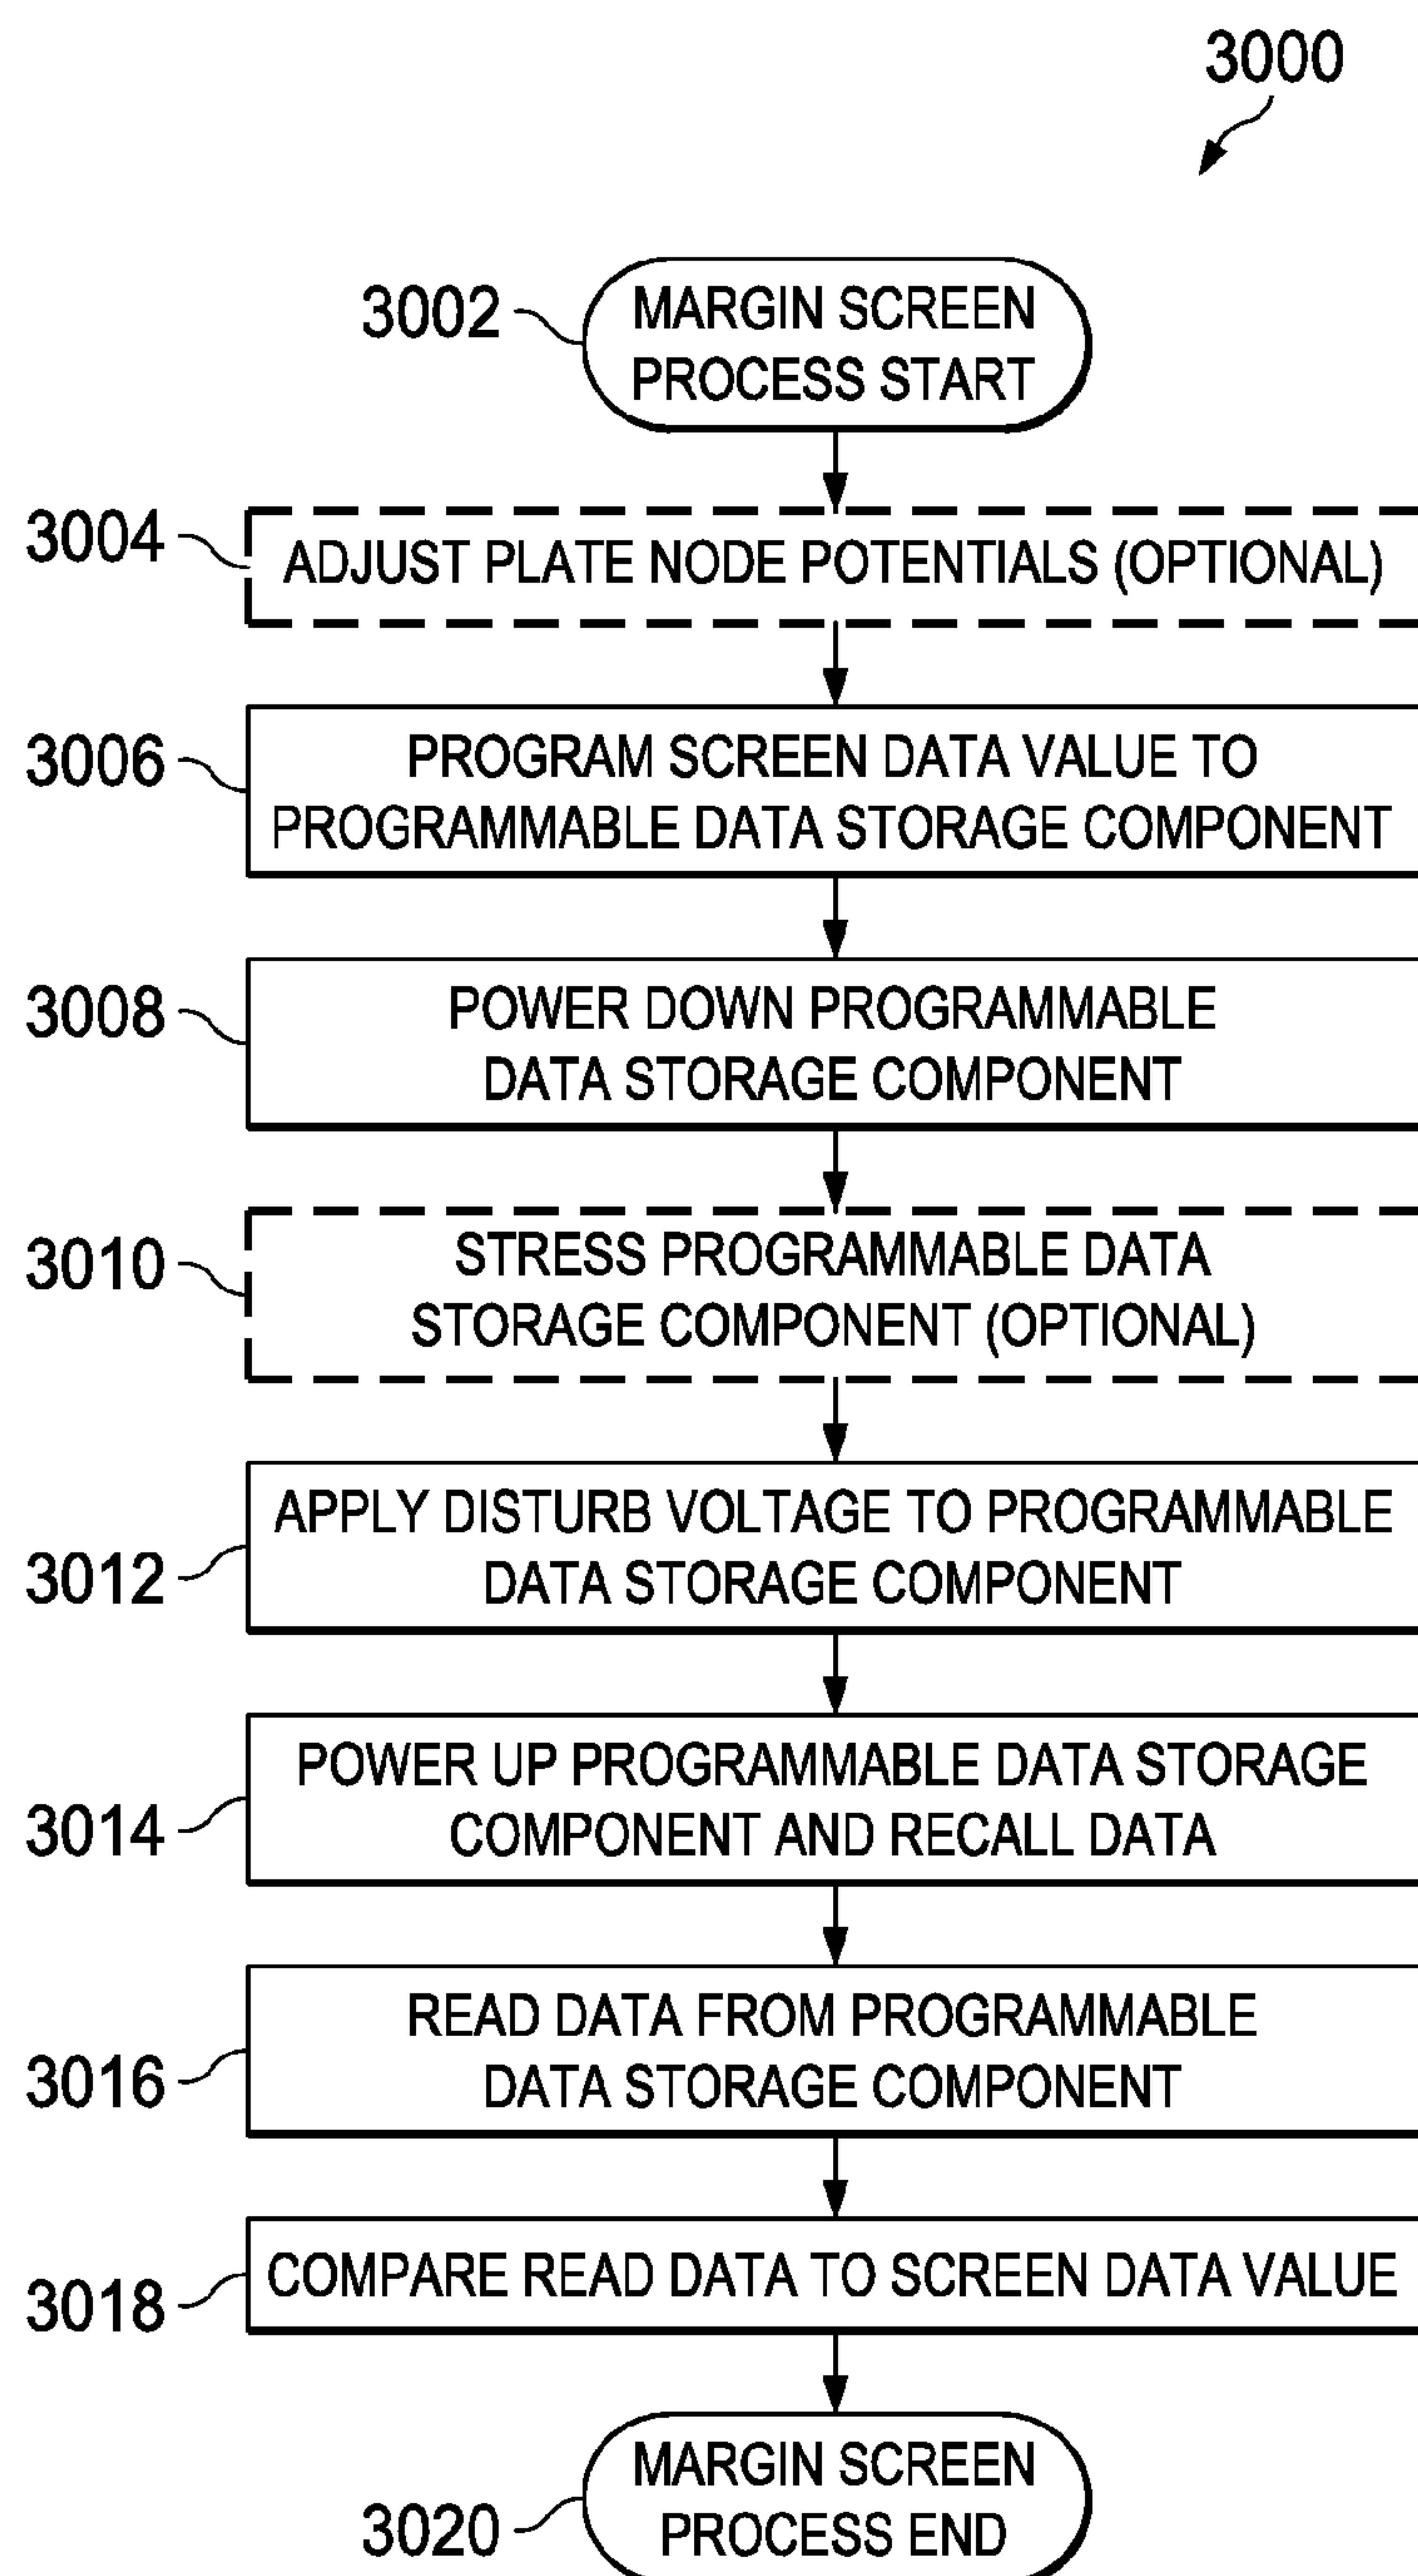 3000
3002
MARGIN SCREEN
PROCESS START
3004
ADJUST PLATE NODE POTENTIALS (OPTIONAL)
3006
PROGRAM SCREEN DATA VALUE TO
PROGRAMMABLE DATA STORAGE COMPONENT
3008
POWER DOWN PROGRAMMABLE
DATA STORAGE COMPONENT
3010
STRESS PROGRAMMABLE DATA
STORAGE COMPONENT (OPTIONAL)
3012
APPLY DISTURB VOLTAGE TO PROGRAMMABLE
DATA STORAGE COMPONENT
3014
POWER UP PROGRAMMABLE DATA STORAGE
COMPONENT AND RECALL DATA
3016
READ DATA FROM PROGRAMMABLE
DATA STORAGE COMPONENT
3018
COMPARE READ DATA TO SCREEN DATA VALUE
3020
MARGIN SCREEN
PROCESS END